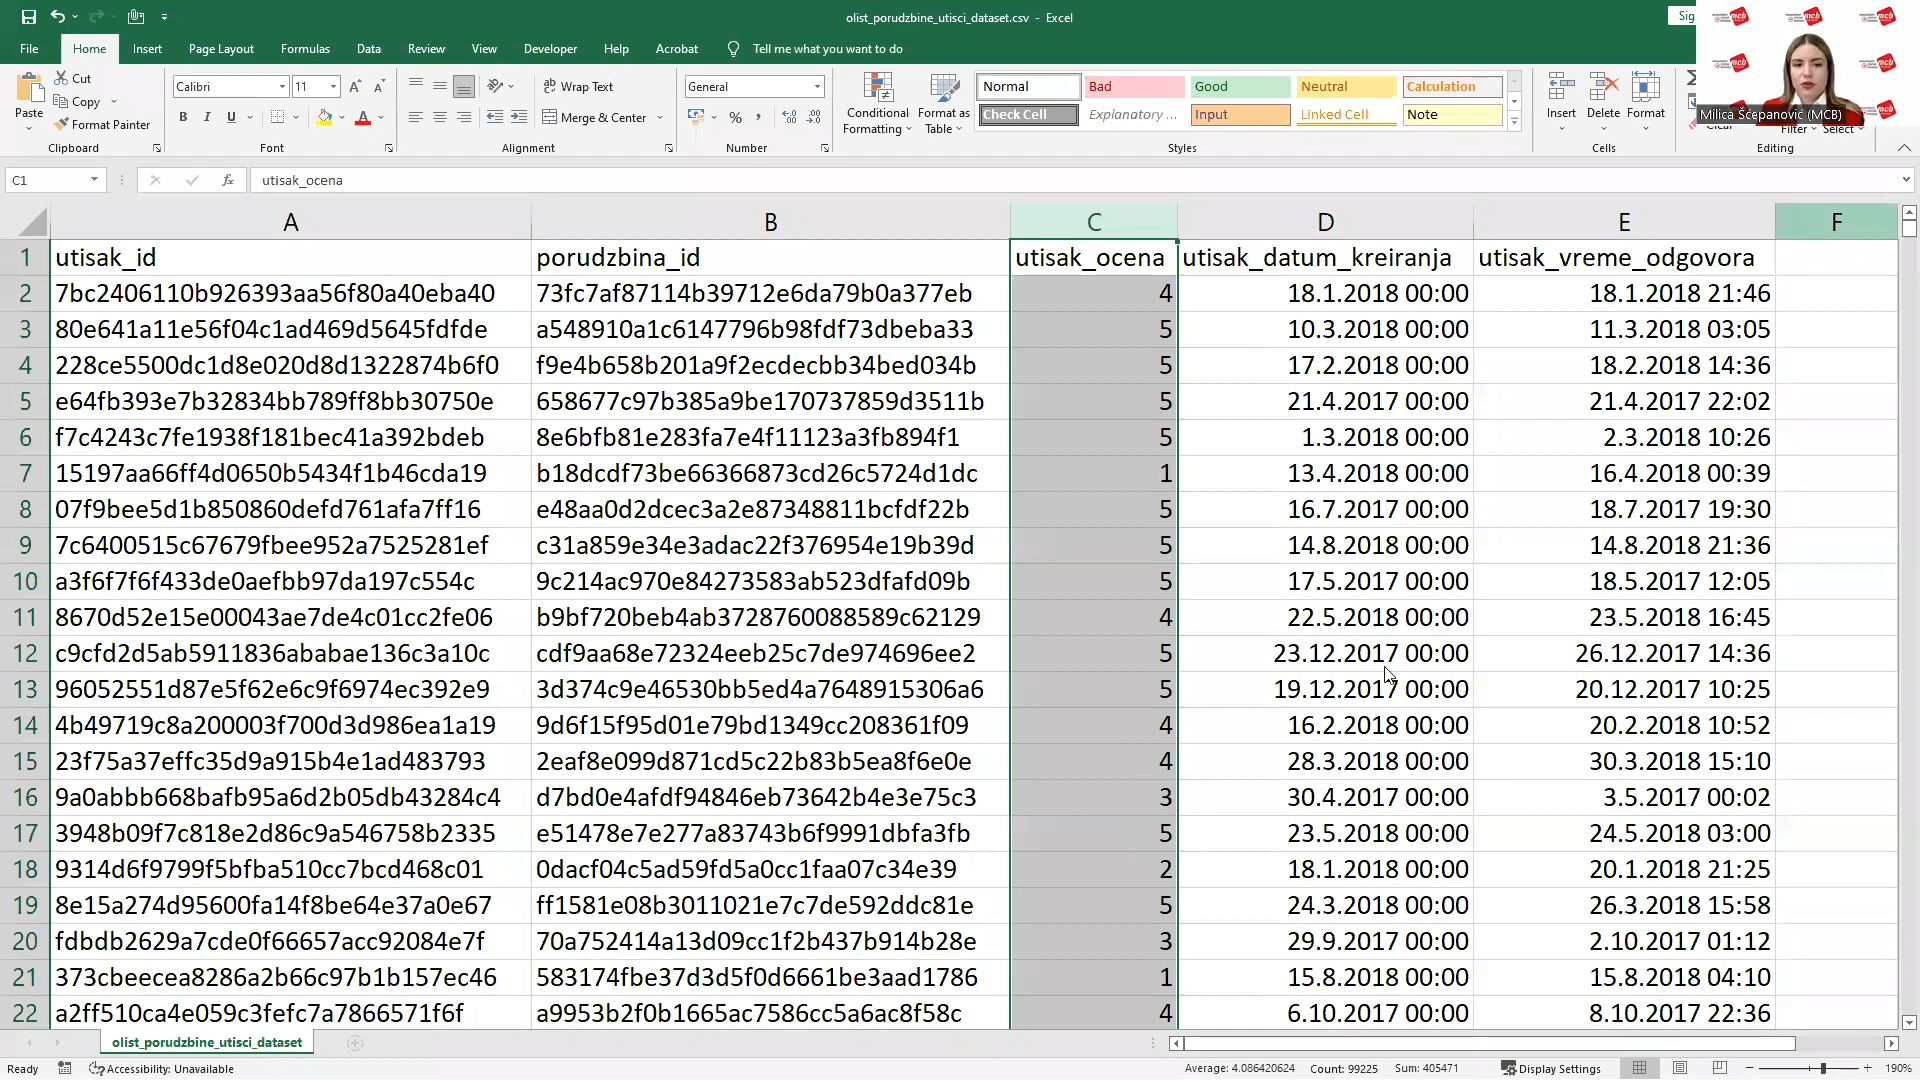 olist_porudzbine_utisci_dataset.csv - Excel
Sig
File Home Insert Page Layout Formulas Data Review View Developer Help Acrobat Tell me what you want to do
Paste
Cut
Copy
Format Painter
Clipboard
Calibri 11
B I U
Font
Wrap Text
Merge & Center
Alignment
General
Number
Conditional Formatting
Format as Table
Normal Bad Good Neutral Calculation
Check Cell Explanatory ... Input Linked Cell Note
Styles
Insert Delete Format
Cells
Clear
Filter Select
Editing
mcb
Milica Šćepanović (MCB)
C1 fx utisak_ocena
A B C D E F
1 utisak_id porudzbina_id utisak_ocena utisak_datum_kreiranja utisak_vreme_odgovora
2 7bc2406110b926393aa56f80a40eba40 73fc7af87114b39712e6da79b0a377eb 4 18.1.2018 00:00 18.1.2018 21:46
3 80e641a11e56f04c1ad469d5645fdfde a548910a1c6147796b98fdf73dbeba33 5 10.3.2018 00:00 11.3.2018 03:05
4 228ce5500dc1d8e020d8d1322874b6f0 f9e4b658b201a9f2ecdecbb34bed034b 5 17.2.2018 00:00 18.2.2018 14:36
5 e64fb393e7b32834bb789ff8bb30750e 658677c97b385a9be170737859d3511b 5 21.4.2017 00:00 21.4.2017 22:02
6 f7c4243c7fe1938f181bec41a392bdeb 8e6bfb81e283fa7e4f11123a3fb894f1 5 1.3.2018 00:00 2.3.2018 10:26
7 15197aa66ff4d0650b5434f1b46cda19 b18dcdf73be66366873cd26c5724d1dc 1 13.4.2018 00:00 16.4.2018 00:39
8 07f9bee5d1b850860defd761afa7ff16 e48aa0d2dcec3a2e87348811bcfdf22b 5 16.7.2017 00:00 18.7.2017 19:30
9 7c6400515c67679fbee952a7525281ef c31a859e34e3adac22f376954e19b39d 5 14.8.2018 00:00 14.8.2018 21:36
10 a3f6f7f6f433de0aefbb97da197c554c 9c214ac970e84273583ab523dfafd09b 5 17.5.2017 00:00 18.5.2017 12:05
11 8670d52e15e00043ae7de4c01cc2fe06 b9bf720beb4ab3728760088589c62129 4 22.5.2018 00:00 23.5.2018 16:45
12 c9cfd2d5ab5911836ababae136c3a10c cdf9aa68e72324eeb25c7de974696ee2 5 23.12.2017 00:00 26.12.2017 14:36
13 96052551d87e5f62e6c9f6974ec392e9 3d374c9e46530bb5ed4a7648915306a6 5 19.12.2017 00:00 20.12.2017 10:25
14 4b49719c8a200003f700d3d986ea1a19 9d6f15f95d01e79bd1349cc208361f09 4 16.2.2018 00:00 20.2.2018 10:52
15 23f75a37effc35d9a915b4e1ad483793 2eaf8e099d871cd5c22b83b5ea8f6e0e 4 28.3.2018 00:00 30.3.2018 15:10
16 9a0abbb668bafb95a6d2b05db43284c4 d7bd0e4afdf94846eb73642b4e3e75c3 3 30.4.2017 00:00 3.5.2017 00:02
17 3948b09f7c818e2d86c9a546758b2335 e51478e7e277a83743b6f9991dbfa3fb 5 23.5.2018 00:00 24.5.2018 03:00
18 9314d6f9799f5bfba510cc7bcd468c01 0dacf04c5ad59fd5a0cc1faa07c34e39 2 18.1.2018 00:00 20.1.2018 21:25
19 8e15a274d95600fa14f8be64e37a0e67 ff1581e08b3011021e7c7de592ddc81e 5 24.3.2018 00:00 26.3.2018 15:58
20 fdbdb2629a7cde0f66657acc92084e7f 70a752414a13d09cc1f2b437b914b28e 3 29.9.2017 00:00 2.10.2017 01:12
21 373cbeecea8286a2b66c97b1b157ec46 583174fbe37d3d5f0d6661be3aad1786 1 15.8.2018 00:00 15.8.2018 04:10
22 a2ff510ca4e059c3fefc7a7866571f6f a9953b2f0b1665ac7586cc5a6ac8f58c 4 6.10.2017 00:00 8.10.2017 22:36
olist_porudzbine_utisci_dataset
Ready Accessibility: Unavailable Average: 4.086420624 Count: 99225 Sum: 405471 Display Settings 190%